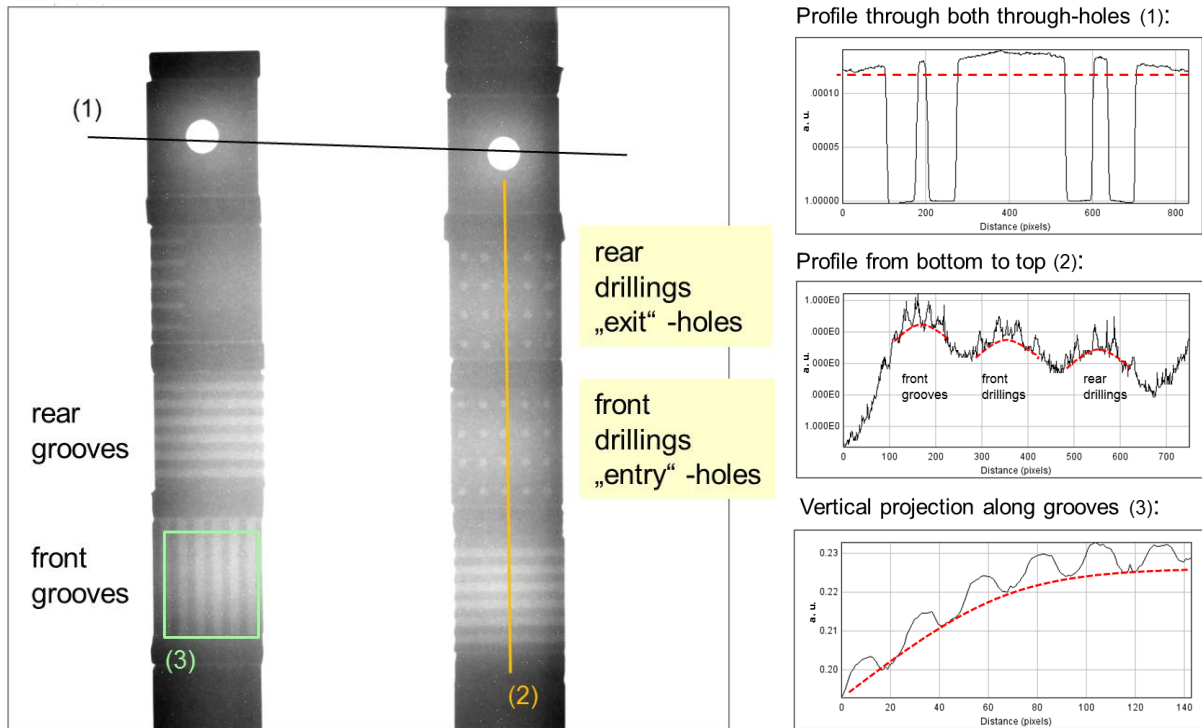 (1)
rear
drillings
„exit“ -holes
front
drillings
„entry“ -holes
rear
grooves
front
grooves
(3)
(2)
Profile through both through-holes (1):
a. u.
.00010
.00005
1.00000
0
200
400
600
800
Distance (pixels)
Profile from bottom to top (2):
a. u.
1.000E0
.000E0
.000E0
.000E0
1.000E0
front
grooves
front
drillings
rear
drillings
0
100
200
300
400
500
600
700
Distance (pixels)
Vertical projection along grooves (3):
a. u.
0.23
0.22
0.21
0.20
0
20
40
60
80
100
120
140
Distance (pixels)